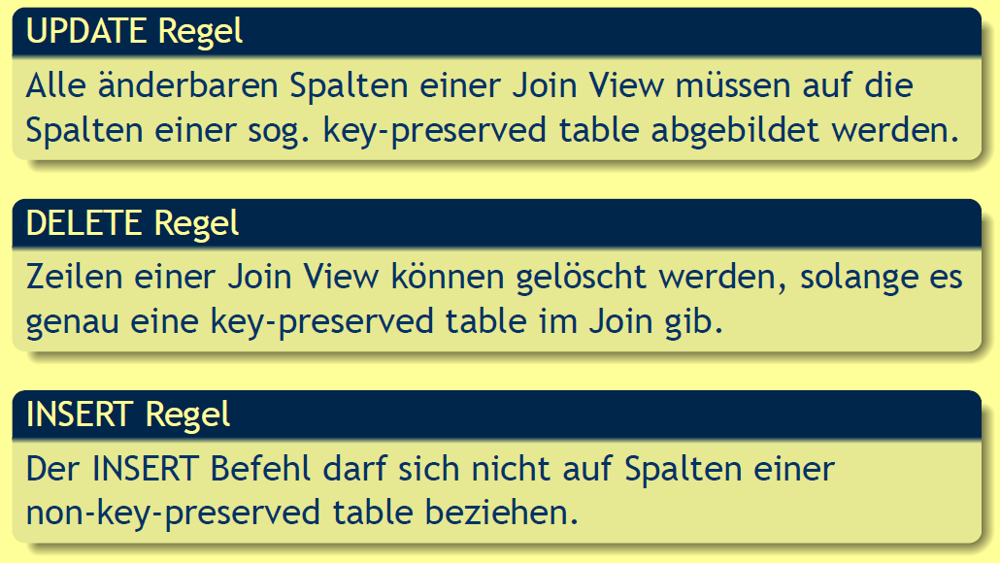 UPDATE Regel
Alle änderbaren Spalten einer Join View müssen auf die
Spalten einer sog. key-preserved table abgebildet werden.
DELETE Regel
Zeilen einer Join View können gelöscht werden, solange es
genau eine key-preserved table im Join gib.
INSERT Regel
Der INSERT Befehl darf sich nicht auf Spalten einer
non-key-preserved table beziehen.